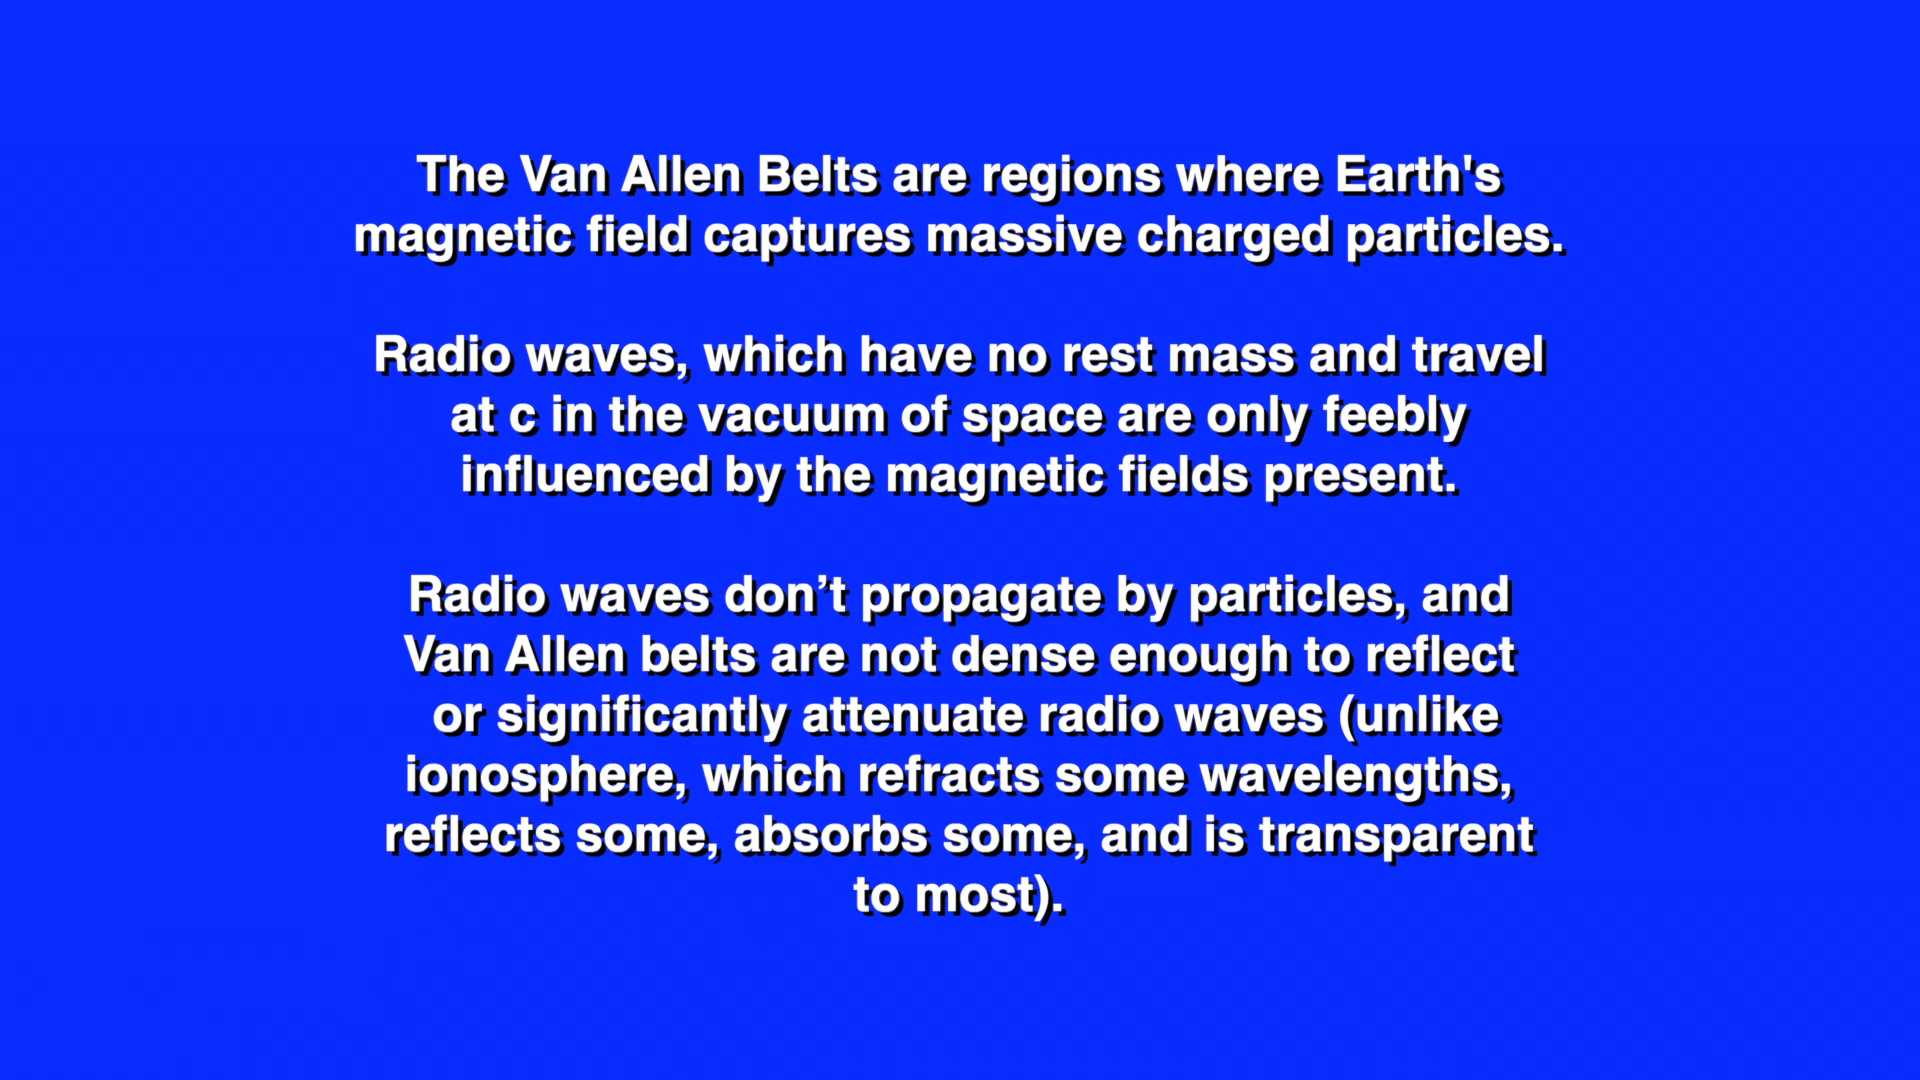 The Van Allen Belts are regions where Earth's
magnetic field captures massive charged particles.
Radio waves, which have no rest mass and travel
at c in the vacuum of space are only feebly
influenced by the magnetic fields present.
Radio waves don’t propagate by particles, and
Van Allen belts are not dense enough to reflect
or significantly attenuate radio waves (unlike
ionosphere, which refracts some wavelengths,
reflects some, absorbs some, and is transparent
to most).